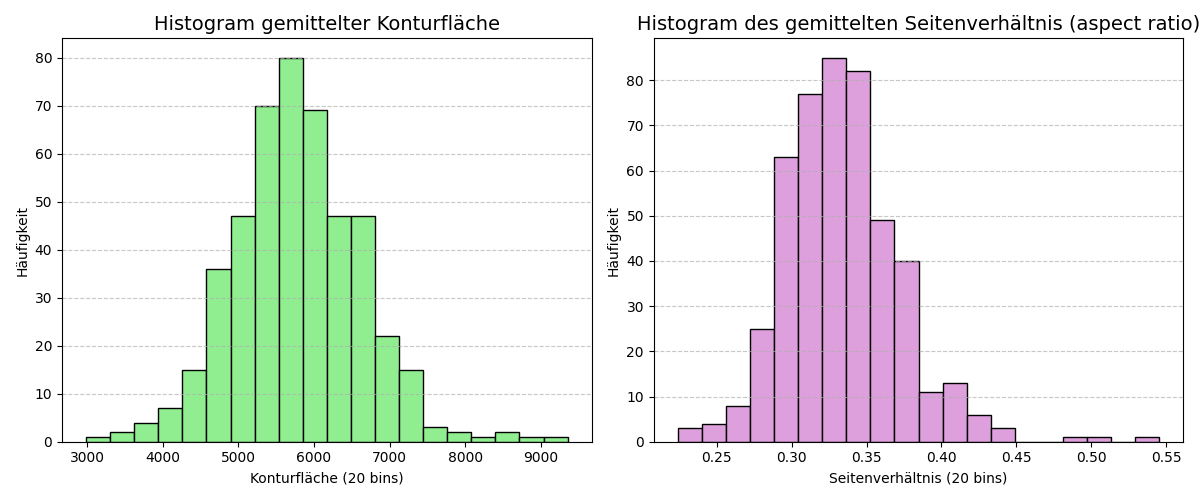 Histogram gemittelter Konturfläche
Häufigkeit
80
70
60
50
40
30
20
10
0
3000 4000 5000 6000 7000 8000 9000
Konturfläche (20 bins)
Histogram des gemittelten Seitenverhältnis (aspect ratio)
Häufigkeit
80
70
60
50
40
30
20
10
0
0.25 0.30 0.35 0.40 0.45 0.50 0.55
Seitenverhältnis (20 bins)